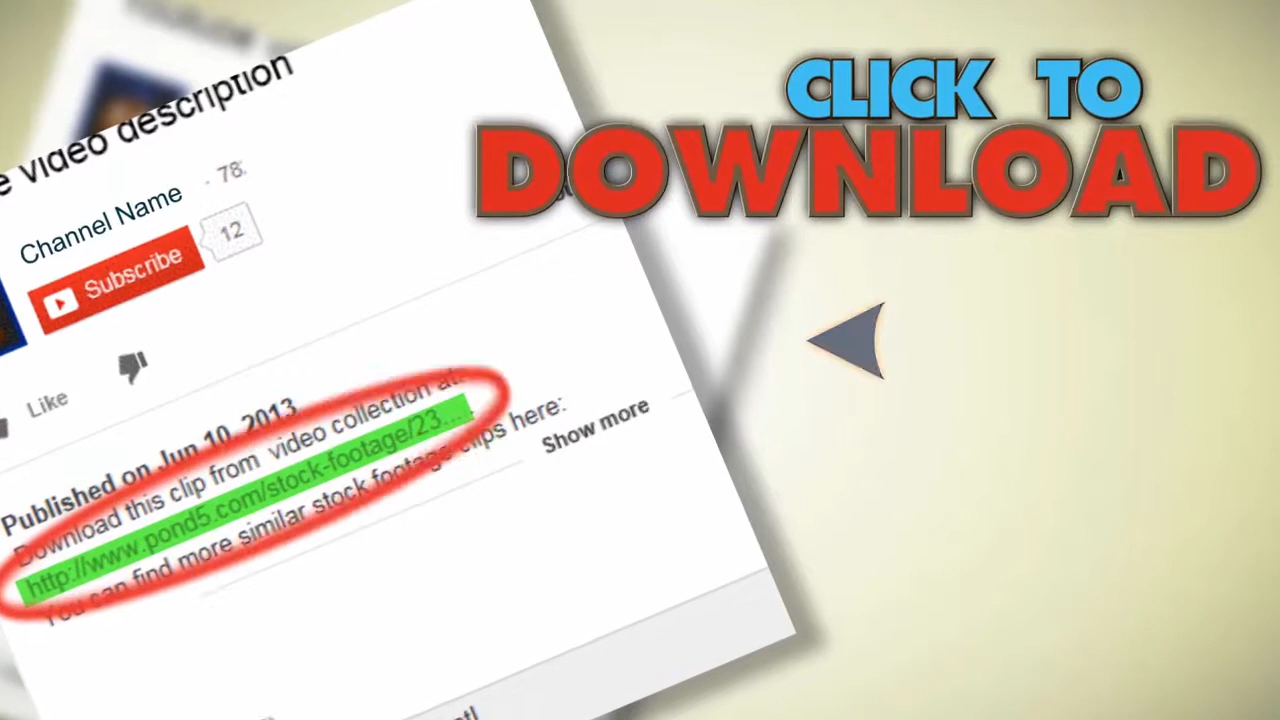 CLICK TO
DOWNLOAD
e video description
Channel Name
78
Subscribe
12
Like
Published on Jun 10, 2013
Download this clip from video collection at:
http://www.pond5.com/stock-footage/23...
You can find more similar stock footage clips here:
Show more